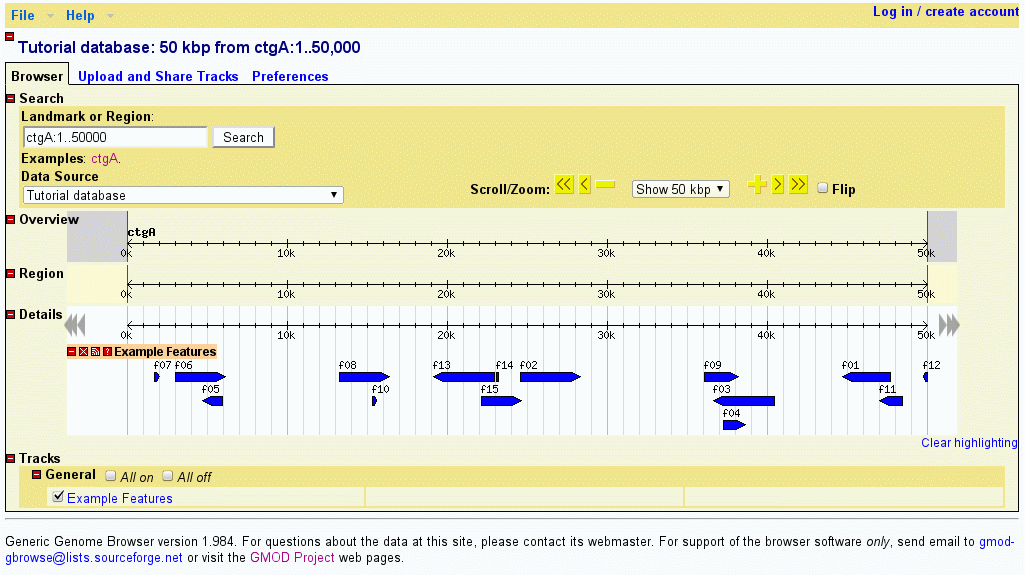 File Help Log in / create account
Tutorial database: 50 kbp from ctgA:1..50,000
Browser Upload and Share Tracks Preferences
Search
Landmark or Region:
ctgA:1..50000 Search
Examples: ctgA.
Data Source
Tutorial database Scroll/Zoom: << < Show 50 kbp > >> Flip
Overview
ctgA
0k 10k 20k 30k 40k 50k
Region
0k 10k 20k 30k 40k 50k
Details
0k 10k 20k 30k 40k 50k
? Example Features
f07 f06 f08 f13 f14 f02 f09 f01 f12
f05 f10 f15 f03 f11
f04
Clear highlighting
Tracks
General All on All off
Example Features
Generic Genome Browser version 1.984. For questions about the data at this site, please contact its webmaster. For support of the browser software only, send email to gmod-
gbrowse@lists.sourceforge.net or visit the GMOD Project web pages.